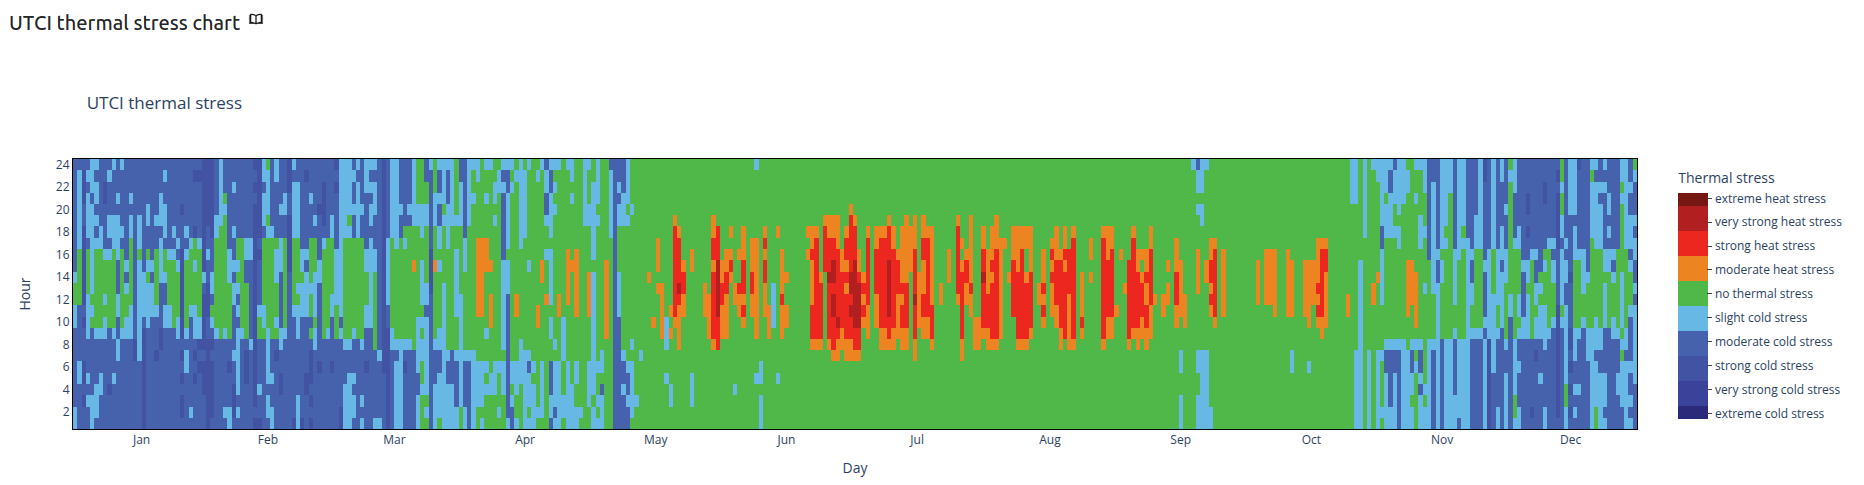 UTCI thermal stress chart
UTCI thermal stress
Hour
24
22
20
18
16
14
12
10
8
6
4
2
Jan Feb Mar Apr May Jun Jul Aug Sep Oct Nov Dec
Day
Thermal stress
extreme heat stress
very strong heat stress
strong heat stress
moderate heat stress
no thermal stress
slight cold stress
moderate cold stress
strong cold stress
very strong cold stress
extreme cold stress